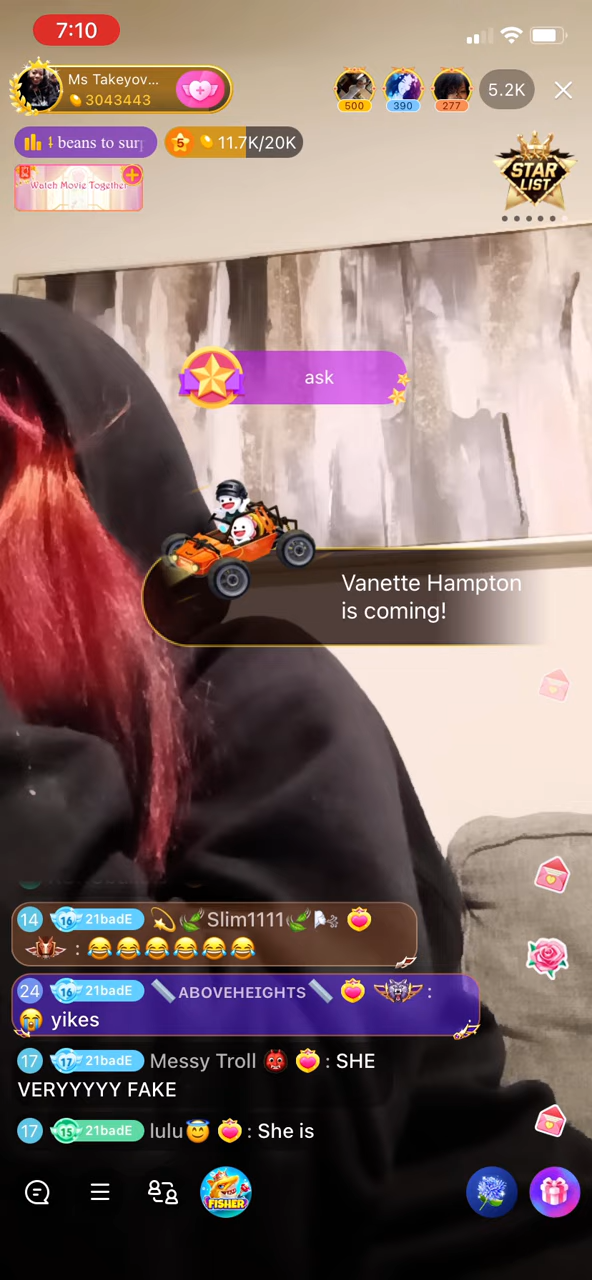 7:10
Ms Takeyov...
3043443
500
390
277
5.2K
beans to sur
5
11.7K/20K
Watch Movie Together
STAR
LIST
ask
Vanette Hampton
is coming!
14 16 21badE 💫🌿Slim1111🌿🌬️
: 😂😂😂😂😂😂
24 16 21badE ABOVEHEIGHTS :
😭 yikes
17 17 21badE Messy Troll 👹 : SHE
VERYYYYY FAKE
17 15 21badE lulu😇 : She is
FISHER